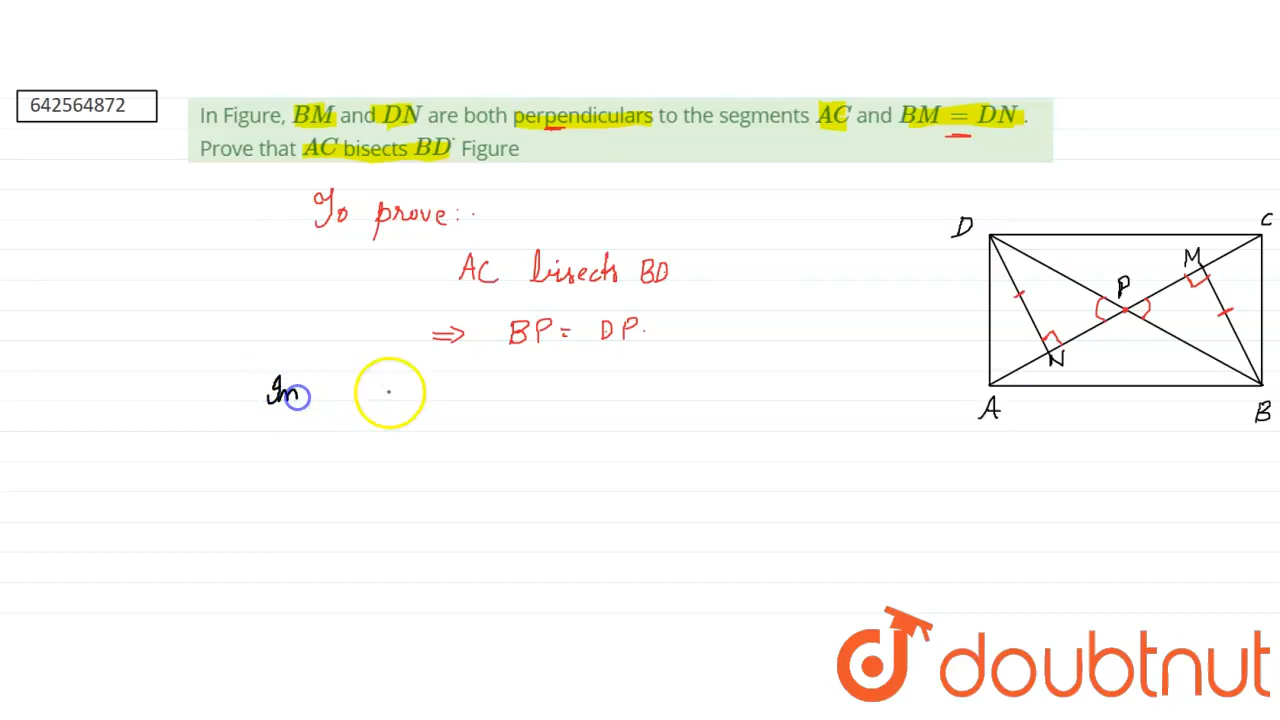 642564872
In Figure, BM and DN are both perpendiculars to the segments AC and BM = DN.
Prove that AC bisects BD Figure
To prove:.
AC bisects BD
⇒ BP = DP.
In
D
C
M
P
N
A
B
doubtnut